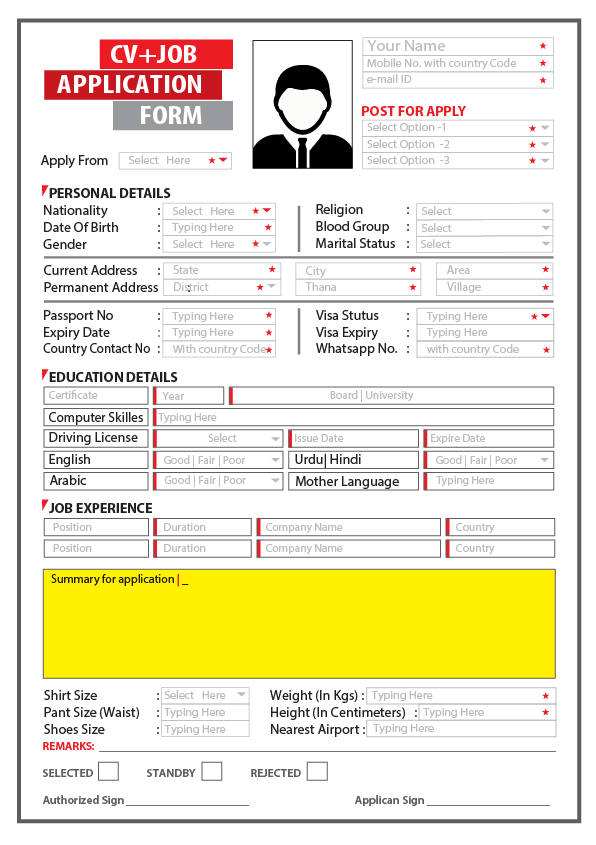 CV+JOB
APPLICATION
FORM
Apply From Select Here
Your Name
Mobile No. with country Code
e-mail ID
POST FOR APPLY
Select Option -1
Select Option -2
Select Option -3
PERSONAL DETAILS
Nationality : Select Here Religion : Select
Date Of Birth : Typing Here Blood Group : Select
Gender : Select Here Marital Status : Select
Current Address : State City Area
Permanent Address : District Thana Village
Passport No : Typing Here Visa Stutus : Typing Here
Expiry Date : Typing Here Visa Expiry : Typing Here
Country Contact No : With country Code Whatsapp No. : with country Code
EDUCATION DETAILS
Certificate Year Board | University
Computer Skilles Typing Here
Driving License Select Issue Date Expire Date
English Good | Fair | Poor Urdu| Hindi Good | Fair | Poor
Arabic Good | Fair | Poor Mother Language Typing Here
JOB EXPERIENCE
Position Duration Company Name Country
Position Duration Company Name Country
Summary for application | _
Shirt Size : Select Here Weight (In Kgs) : Typing Here
Pant Size (Waist) : Typing Here Height (In Centimeters) : Typing Here
Shoes Size : Typing Here Nearest Airport : Typing Here
REMARKS:
SELECTED STANDBY REJECTED
Authorized Sign Applican Sign